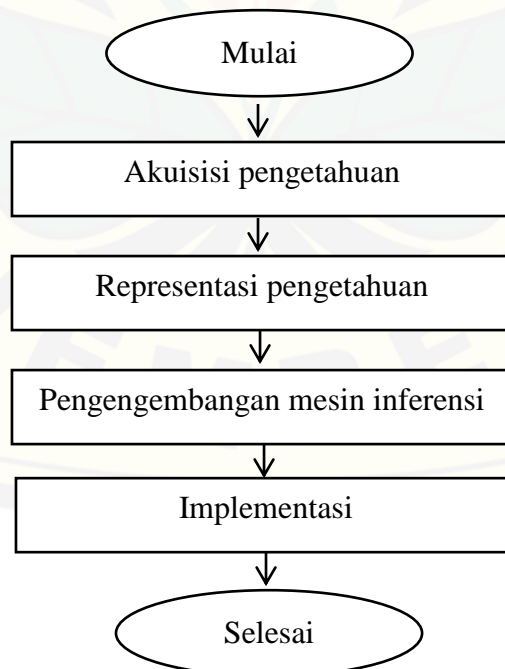 Mulai
Akuisisi pengetahuan
Representasi pengetahuan
Pengengembangan mesin inferensi
Implementasi
Selesai